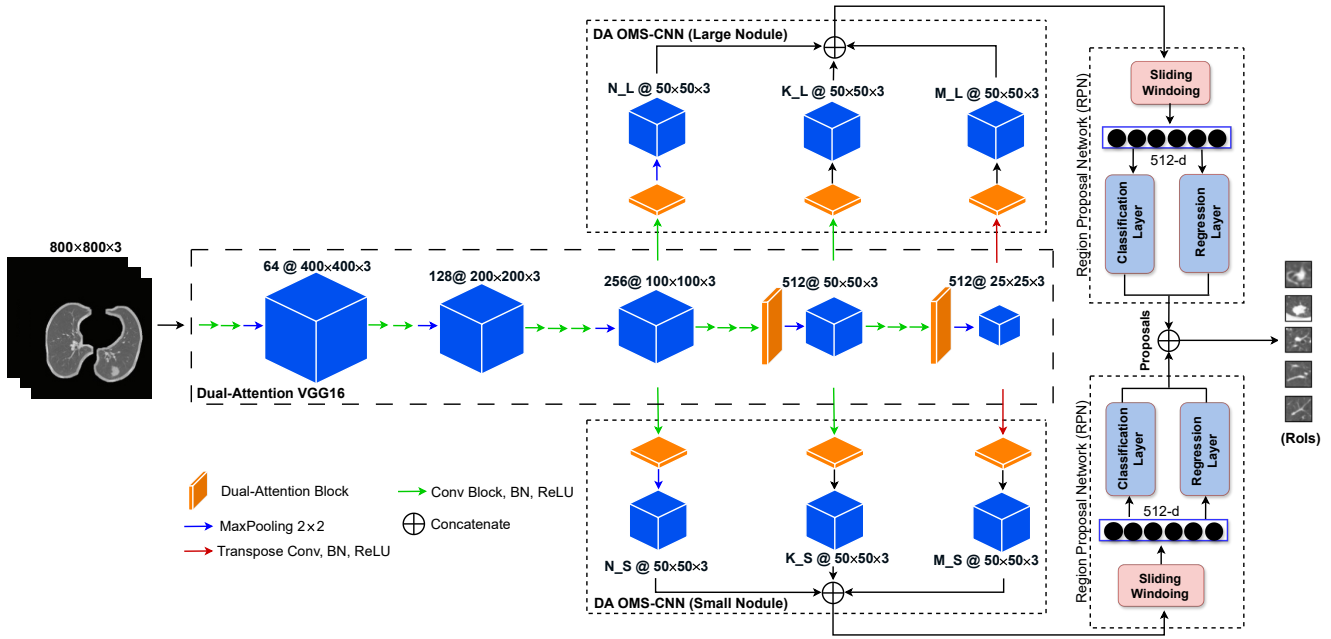 DA OMS-CNN (Large Nodule)
N_L @ 50×50×3
K_L @ 50×50×3
M_L @ 50×50×3
Region Proposal Network (RPN)
Sliding
Windoing
512-d
Classification
Layer
Regression
Layer
800×800×3
64 @ 400×400×3
128@ 200×200×3
256@ 100×100×3
512@ 50×50×3
512@ 25×25×3
Dual-Attention VGG16
Proposals
(RoIs)
Dual-Attention Block
MaxPooling 2×2
Transpose Conv, BN, ReLU
Conv Block, BN, ReLU
Concatenate
N_S @ 50×50×3
K_S @ 50×50×3
M_S @ 50×50×3
DA OMS-CNN (Small Nodule)
Region Proposal Network (RPN)
Classification
Layer
Regression
Layer
512-d
Sliding
Windoing